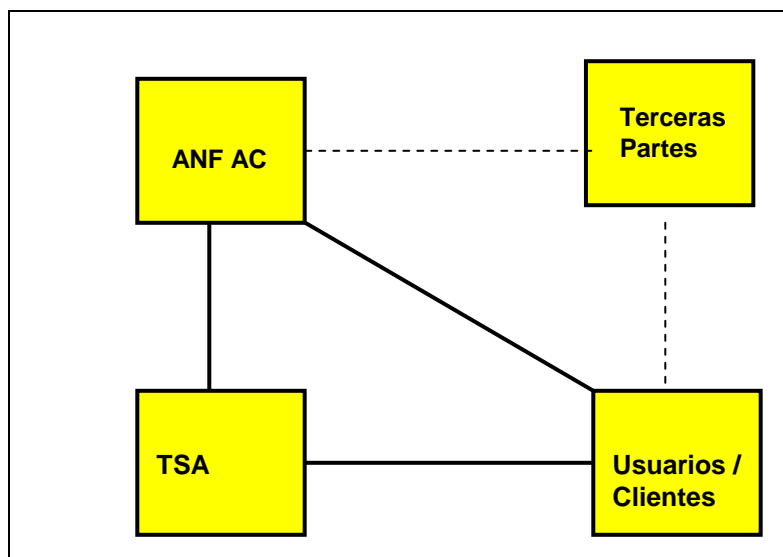 ANF AC
Terceras
Partes
TSA
Usuarios /
Clientes